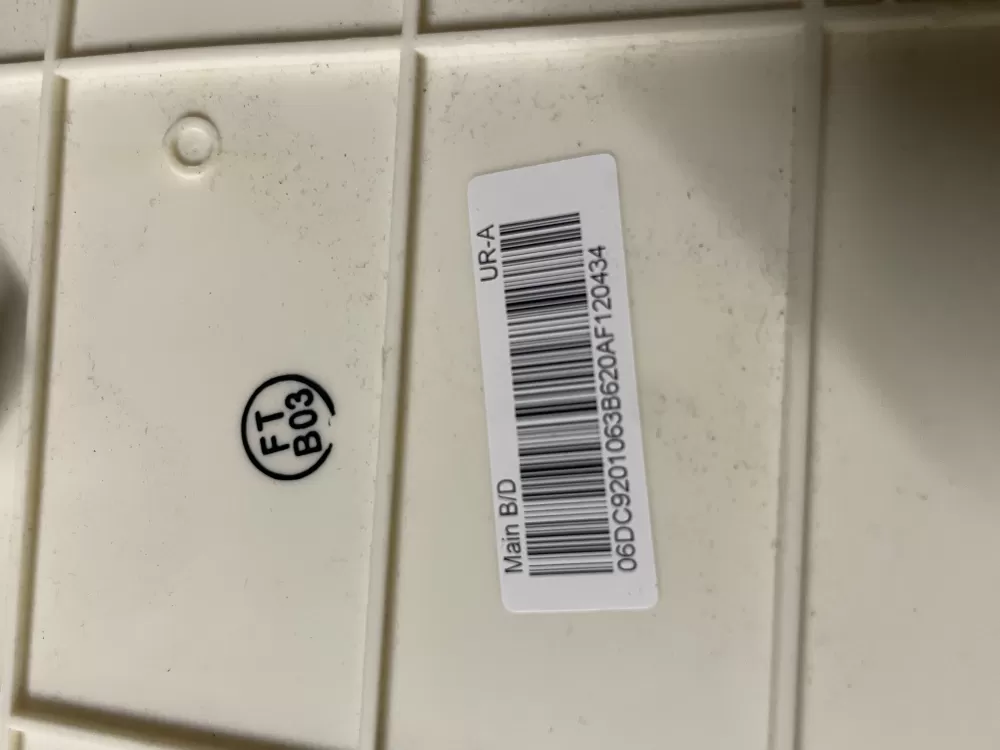 FT
B03
Main B/D UR-A
06DC9201063B620AF120434